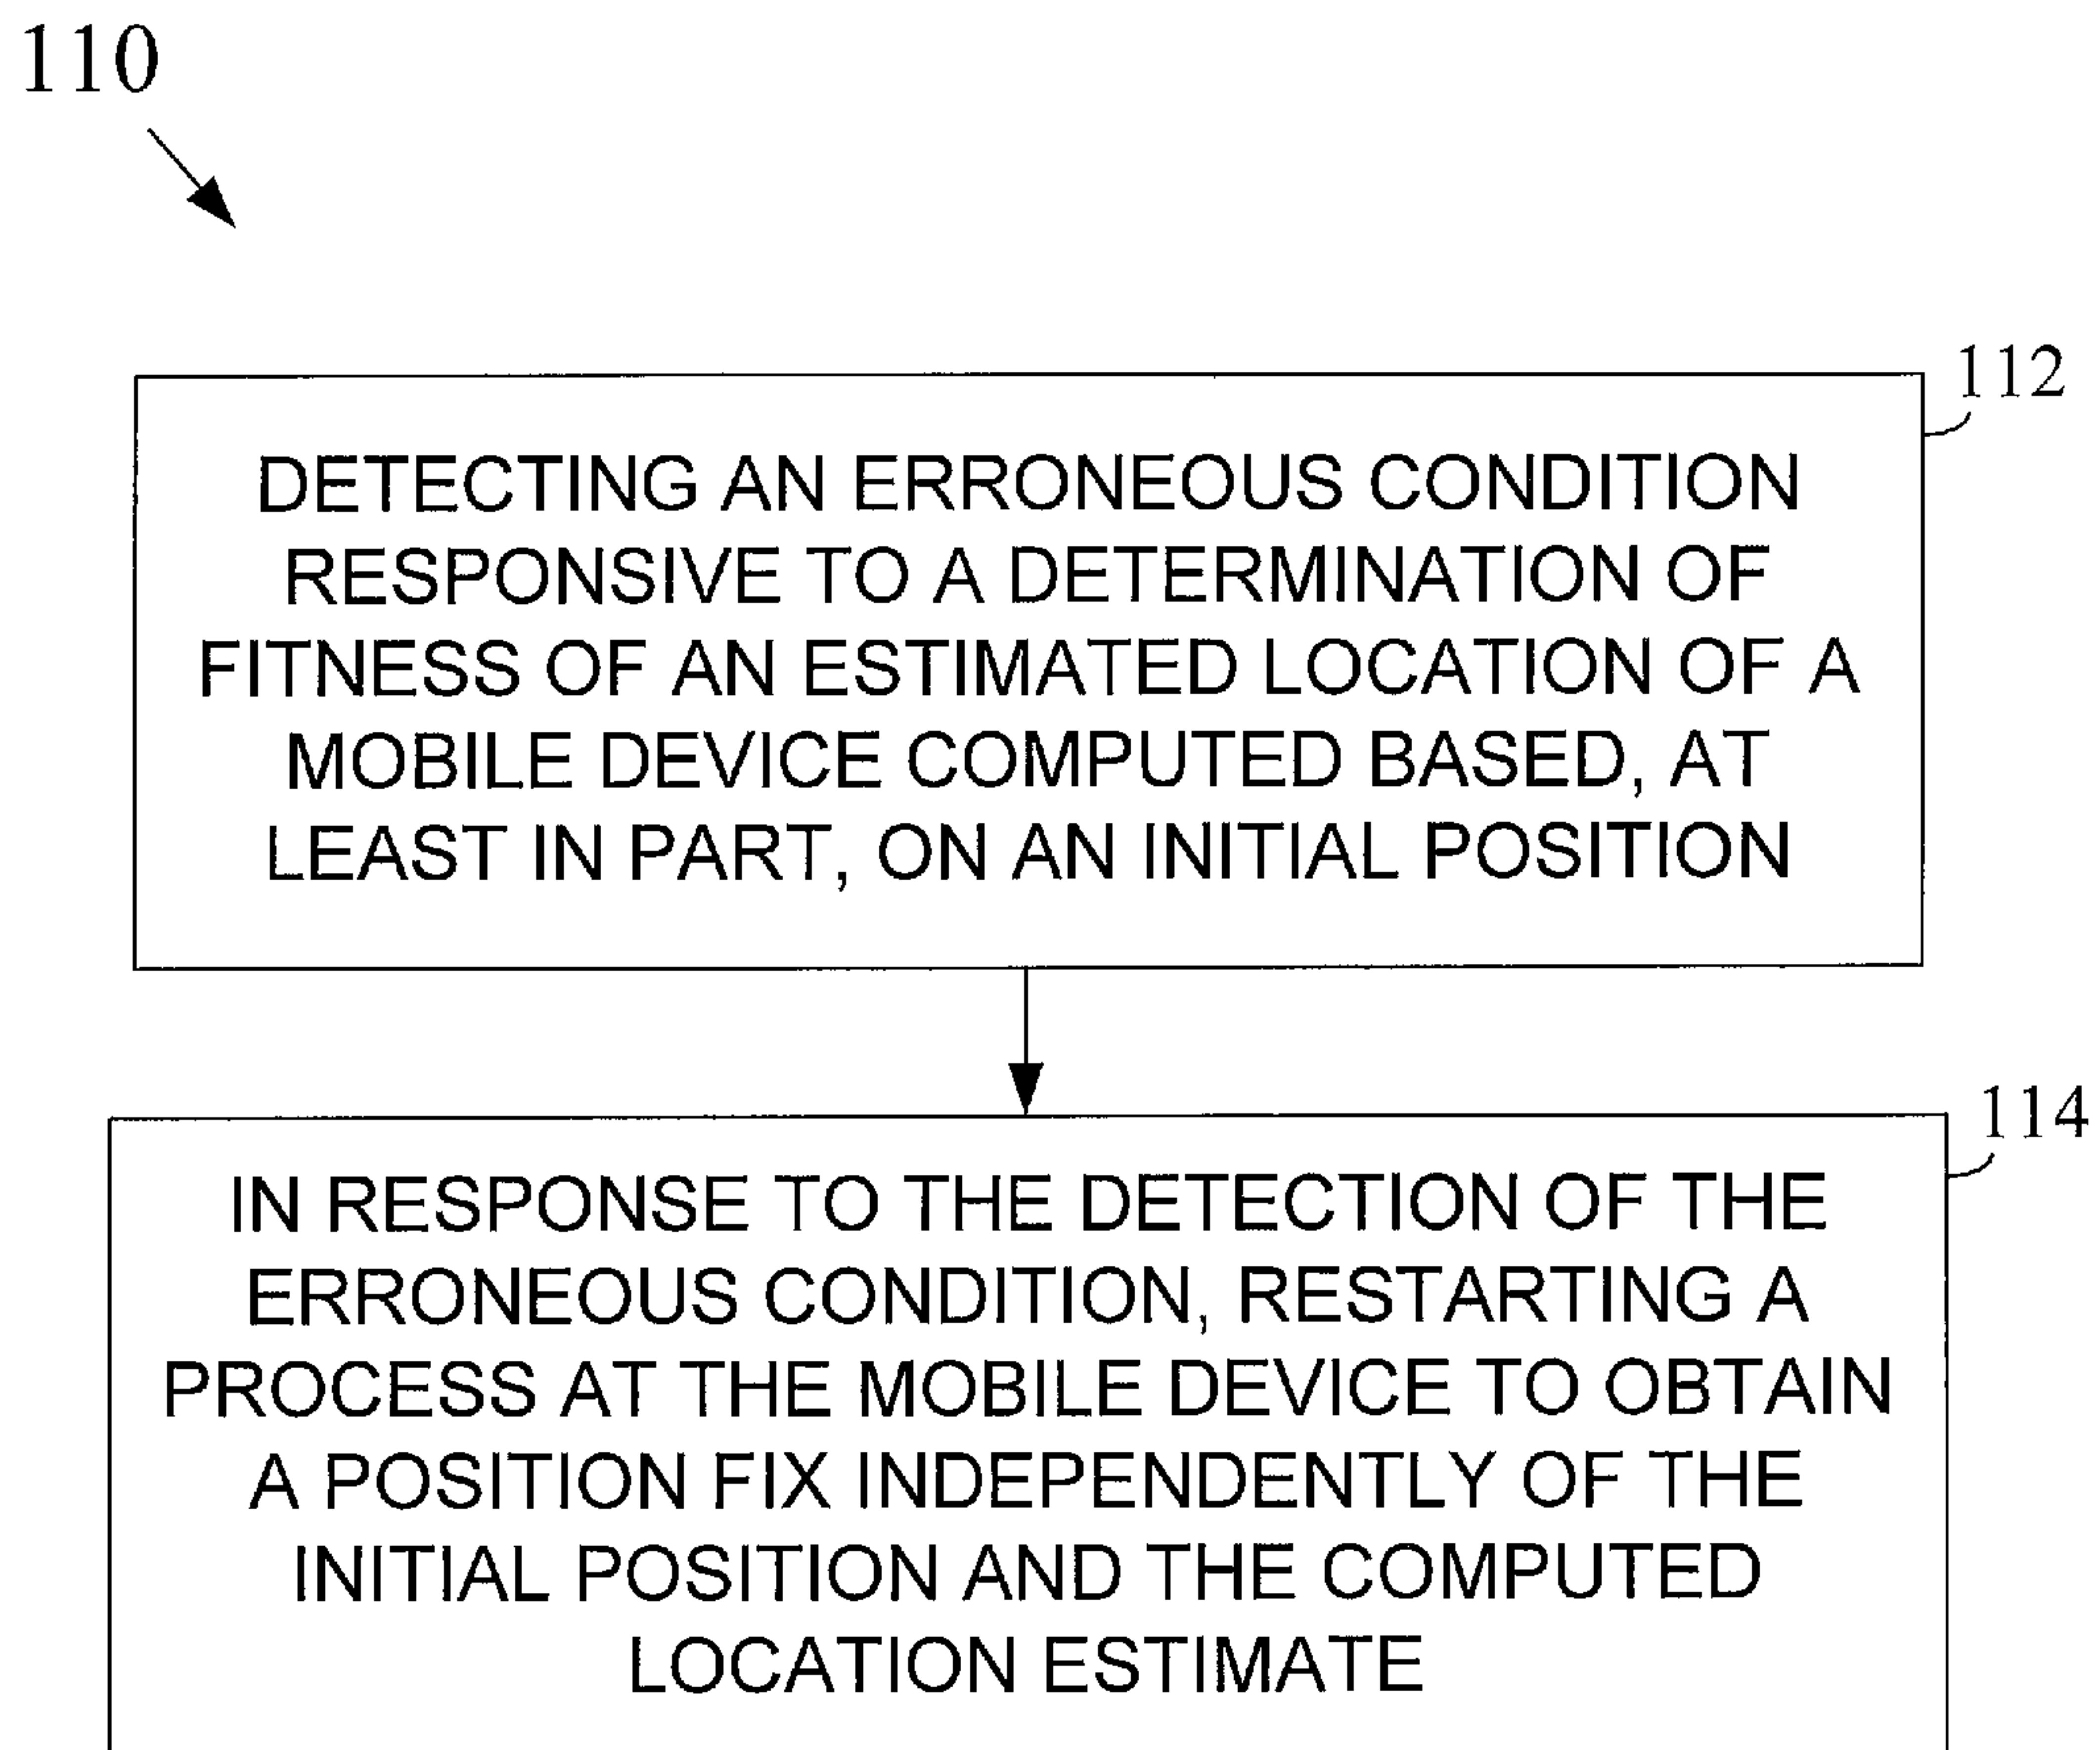 110
112
DETECTING AN ERRONEOUS CONDITION
RESPONSIVE TO A DETERMINATION OF
FITNESS OF AN ESTIMATED LOCATION OF A
MOBILE DEVICE COMPUTED BASED, AT
LEAST IN PART, ON AN INITIAL POSITION
114
IN RESPONSE TO THE DETECTION OF THE
ERRONEOUS CONDITION, RESTARTING A
PROCESS AT THE MOBILE DEVICE TO OBTAIN
A POSITION FIX INDEPENDENTLY OF THE
INITIAL POSITION AND THE COMPUTED
LOCATION ESTIMATE